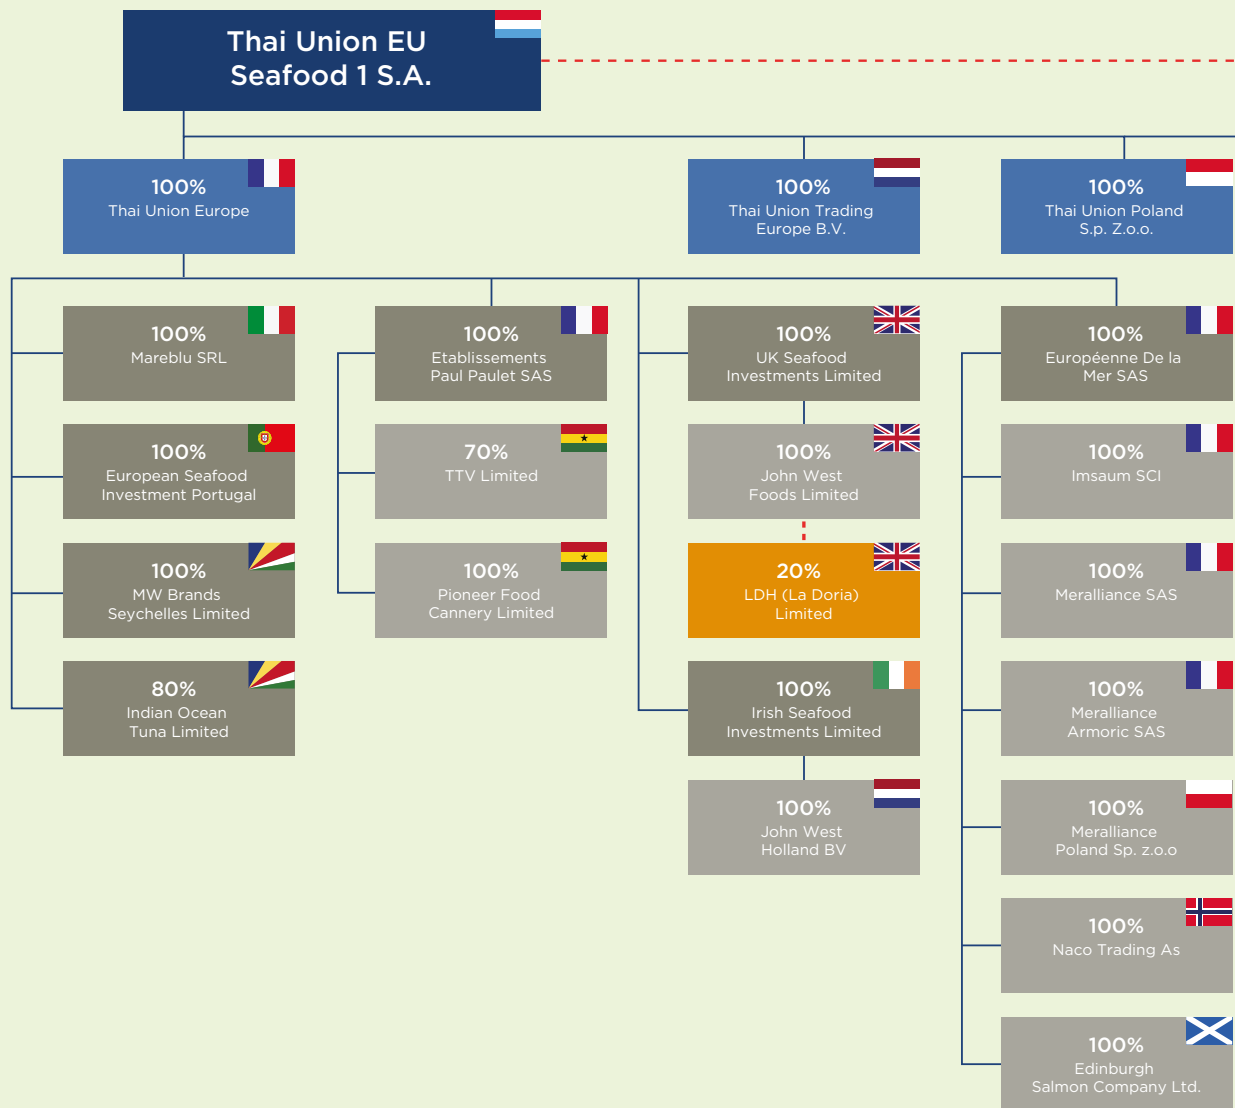 Thai Union EU
Seafood 1 S.A.
100%
Thai Union Europe
100%
Thai Union Trading
Europe B.V.
100%
Thai Union Poland
S.p. Z.o.o.
100%
Mareblu SRL
100%
European Seafood
Investment Portugal
100%
MW Brands
Seychelles Limited
80%
Indian Ocean
Tuna Limited
100%
Etablissements
Paul Paulet SAS
70%
TTV Limited
100%
Pioneer Food
Cannery Limited
100%
UK Seafood
Investments Limited
100%
John West
Foods Limited
20%
LDH (La Doria)
Limited
100%
Irish Seafood
Investments Limited
100%
John West
Holland BV
100%
Européenne De la
Mer SAS
100%
Imsaum SCI
100%
Meralliance SAS
100%
Meralliance
Armoric SAS
100%
Meralliance
Poland Sp. z.o.o
100%
Naco Trading As
100%
Edinburgh
Salmon Company Ltd.